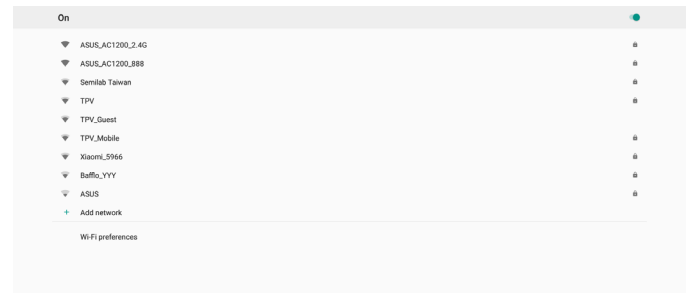 On
ASUS_AC1200_2.4G
ASUS_AC1200_888
Semilab Taiwan
TPV
TPV_Guest
TPV_Mobile
Xiaomi_5966
Bafflo_YYY
ASUS
+ Add network
Wi-Fi preferences